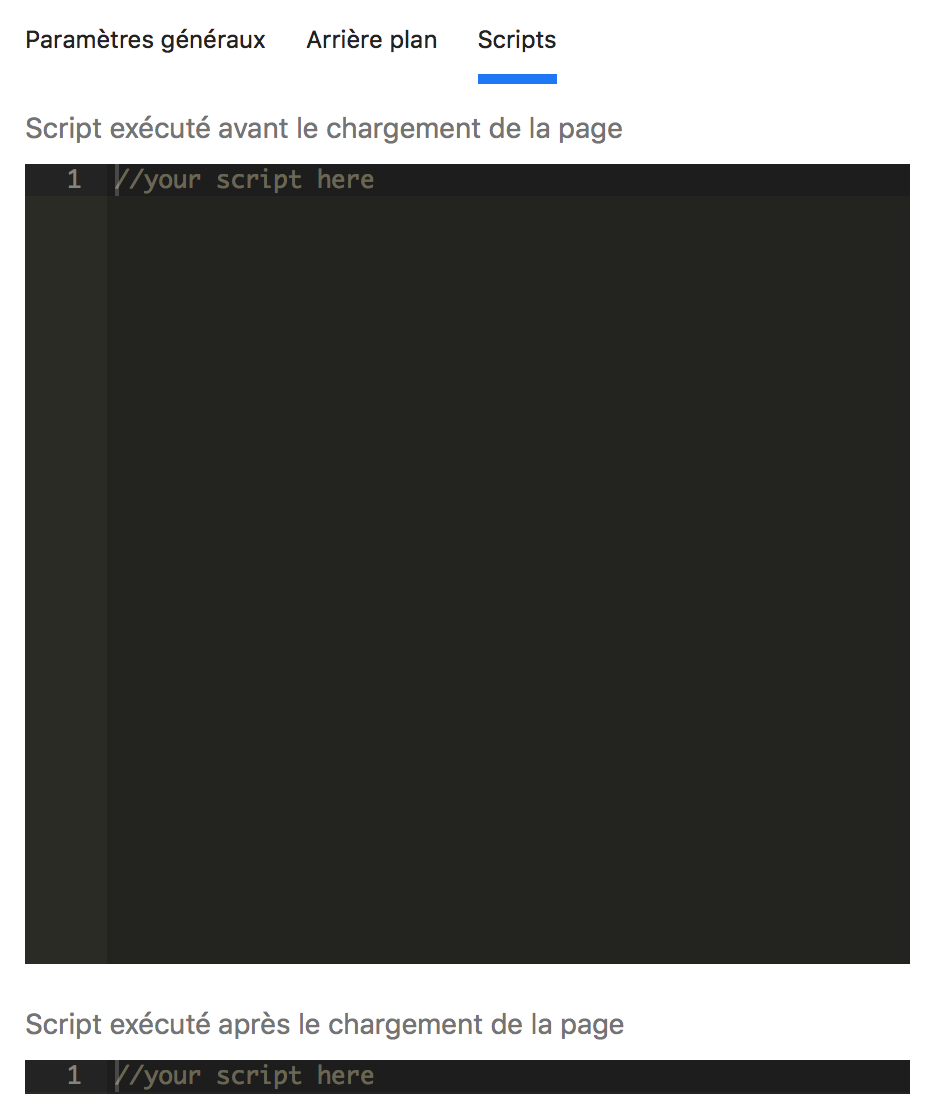 Paramètres généraux Arrière plan Scripts
Script exécuté avant le chargement de la page
1 //your script here
Script exécuté après le chargement de la page
1 //your script here